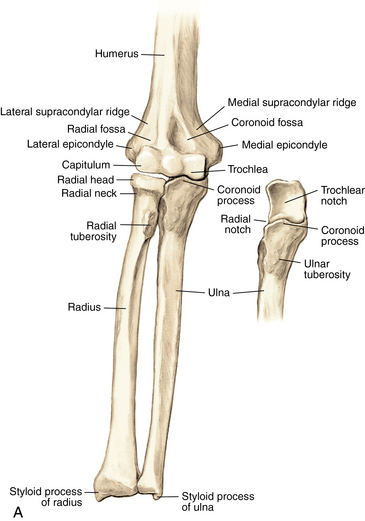 Humerus
Lateral supracondylar ridge
Radial fossa
Lateral epicondyle
Capitulum
Radial head
Radial neck
Radial
tuberosity
Radius
Styloid process
of radius
A
Medial supracondylar ridge
Coronoid fossa
Medial epicondyle
Trochlea
Coronoid
process
Ulna
Styloid process
of ulna
Radial
notch
Trochlear
notch
Coronoid
process
Ulnar
tuberosity